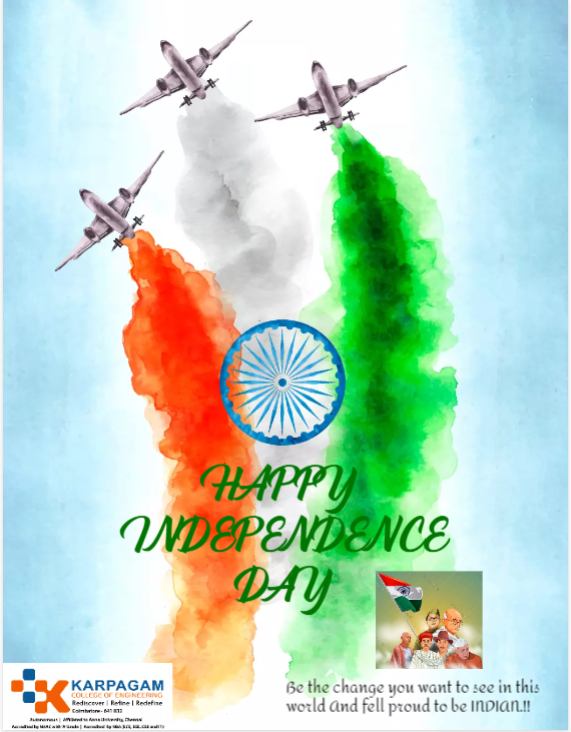 HAPPY
INDEPENDENCE
DAY
Be the change you want to see in this
world and fell proud to be INDIAN.!!
KARPAGAM
COLLEGE OF ENGINEERING
Rediscover | Refine | Redefine
Coimbatore - 641 032
Autonomous | Affiliated to Anna University, Chennai
Accredited by NAAC with A+ Grade | Accredited by NBA